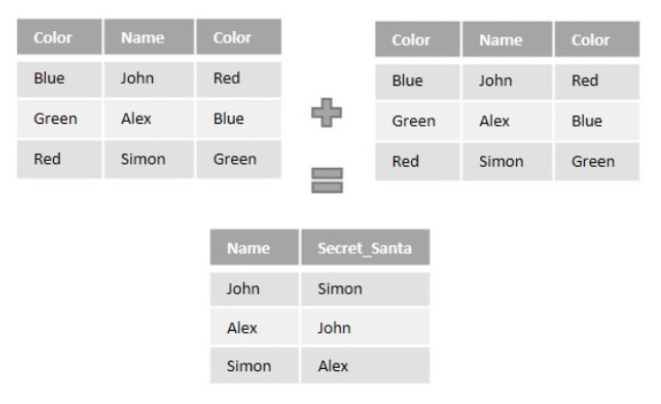 Color Name Color
Blue John Red
Green Alex Blue
Red Simon Green
Color Name Color
Blue John Red
Green Alex Blue
Red Simon Green
Name Secret_Santa
John Simon
Alex John
Simon Alex